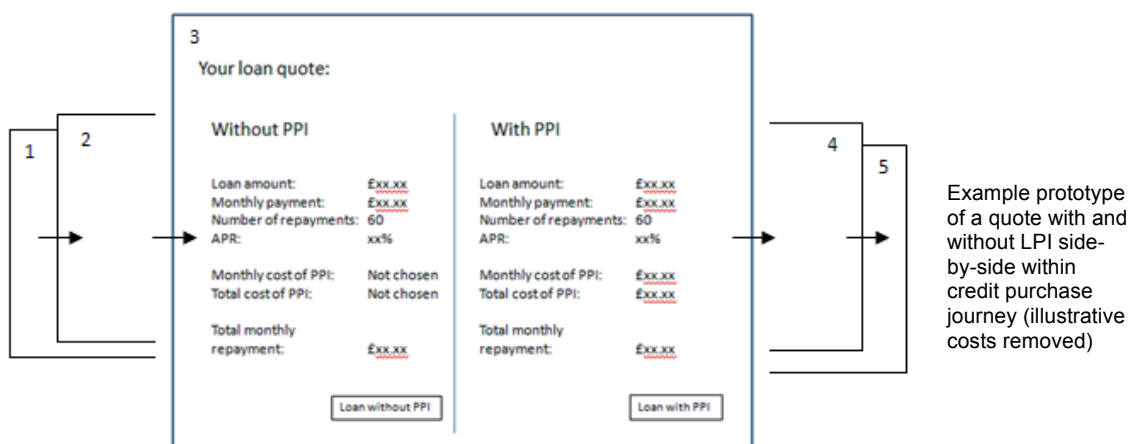 1
2
3
Your loan quote:
Without PPI
Loan amount: £xx.xx
Monthly payment: £xx.xx
Number of repayments: 60
APR: xx%
Monthly cost of PPI: Not chosen
Total cost of PPI: Not chosen
Total monthly
repayment: £xx.xx
Loan without PPI
With PPI
Loan amount: £xx.xx
Monthly payment: £xx.xx
Number of repayments: 60
APR: xx%
Monthly cost of PPI: £xx.xx
Total cost of PPI: £xx.xx
Total monthly
repayment: £xx.xx
Loan with PPI
4
5
Example prototype
of a quote with and
without LPI side-
by-side within
credit purchase
journey (illustrative
costs removed)